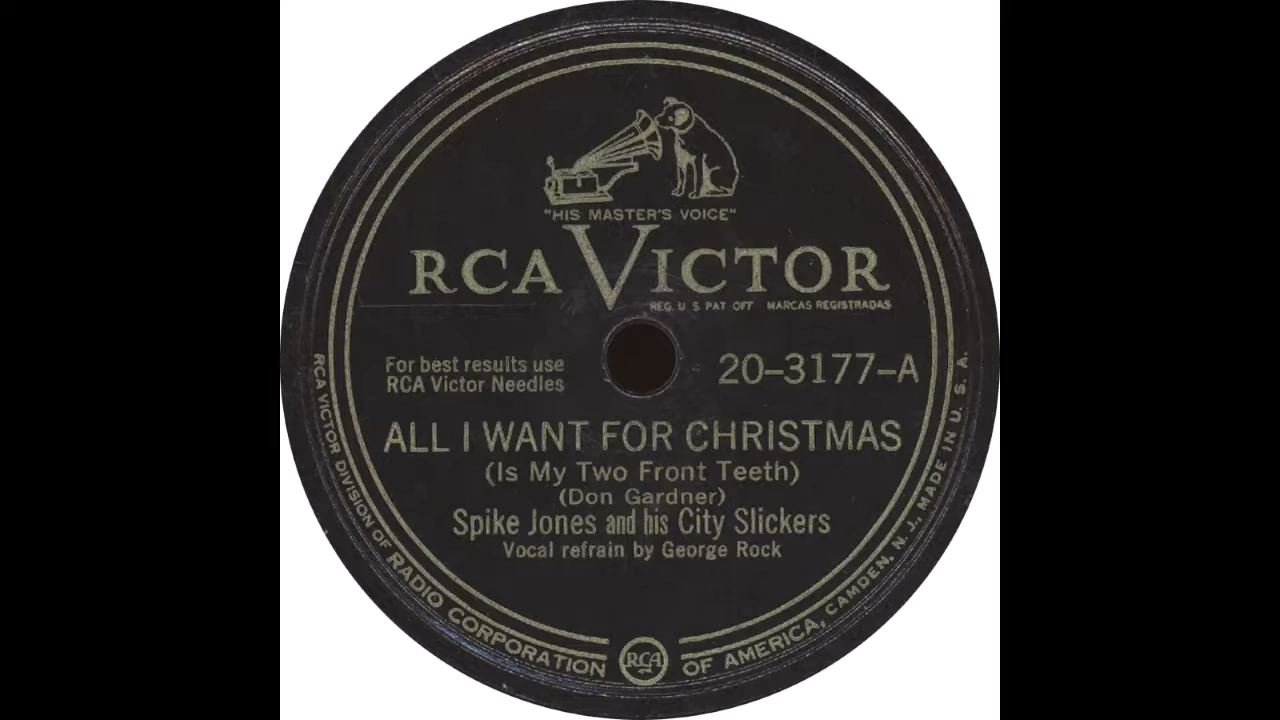 "HIS MASTER'S VOICE"
RCA VICTOR
REG. U. S. PAT. OFF. MARCAS REGISTRADAS
For best results use
RCA Victor Needles
20-3177-A
ALL I WANT FOR CHRISTMAS
(Is My Two Front Teeth)
(Don Gardner)
Spike Jones and his City Slickers
Vocal refrain by George Rock
RCA VICTOR DIVISION OF RADIO CORPORATION OF AMERICA, CAMDEN, N. J., MADE IN U. S. A.
RCA